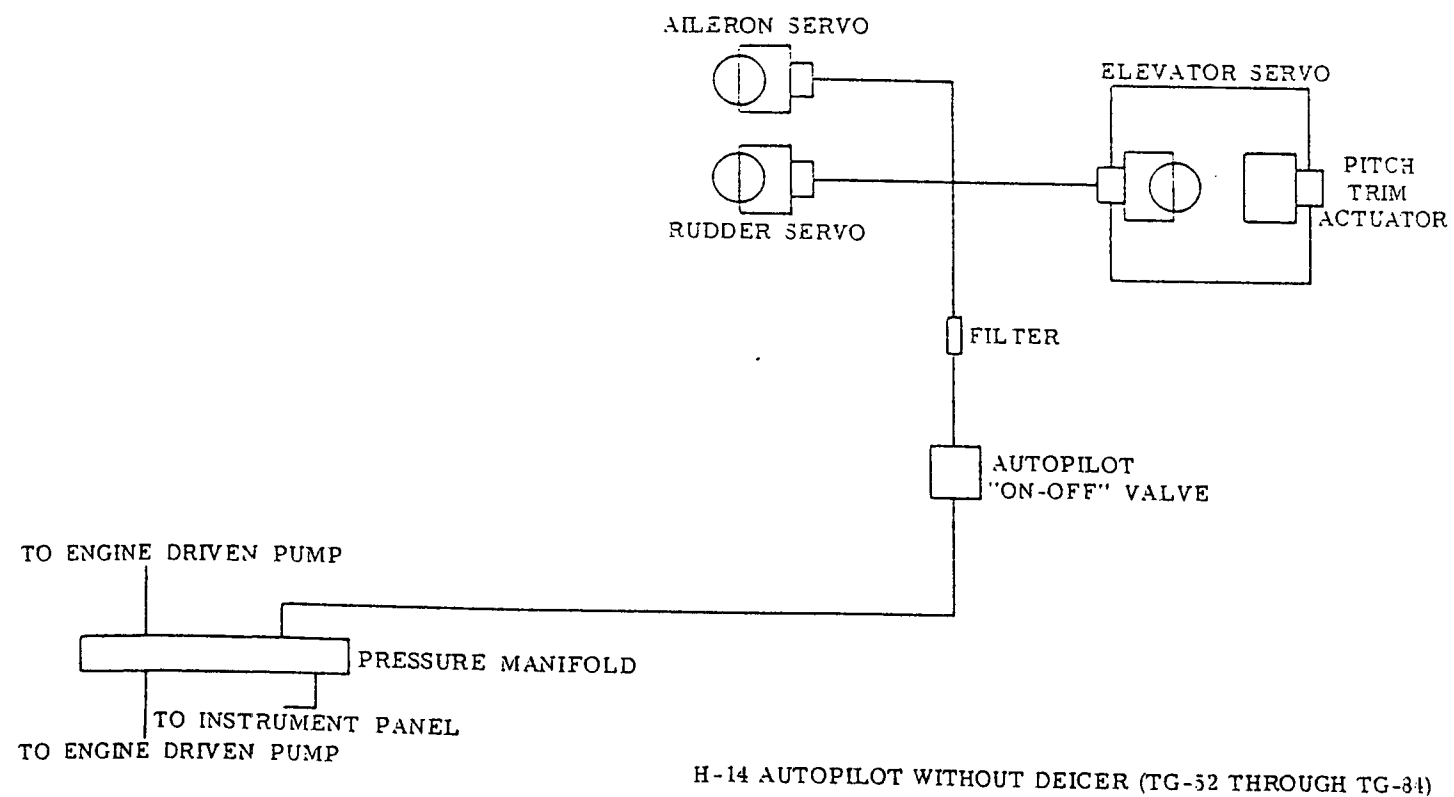 AILERON SERVO
ELEVATOR SERVO
PITCH
TRIM
ACTUATOR
RUDDER SERVO
FILTER
AUTOPILOT
"ON-OFF" VALVE
TO ENGINE DRIVEN PUMP
PRESSURE MANIFOLD
TO INSTRUMENT PANEL
TO ENGINE DRIVEN PUMP
H-14 AUTOPILOT WITHOUT DEICER (TG-52 THROUGH TG-84)